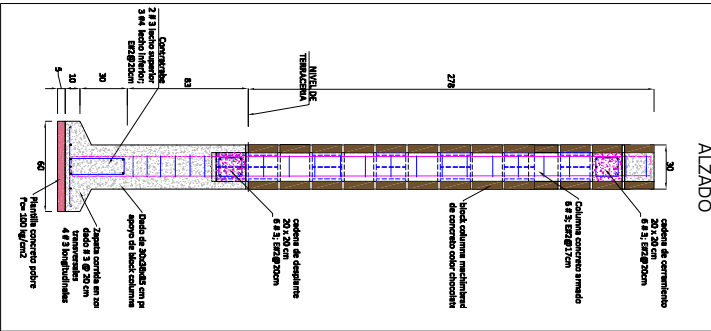 ALZADO
30
cadena de cerramiento
20 x 20 cm
6 # 3; E#2@20cm
Columna concreto armado
6 # 3; E#2@17cm
block columna machimbrad
de concreto color chocolate
cadena de desplante
20 x 20 cm
6 # 3; E#2@20cm
Dado de 30x38x83 cm p
apoyo de block columna
Zapata corrida en zo
dado # 3 @ 20 cm
transversales
4 # 3 longitudinales
Plantilla concreto pobre
f'c= 100 kg/cm2
278
NIVEL DE
TERRACERIA
83
Contratrabe
2 # 3 lecho superior
3 #4 lecho inferior;
E#2@20cm
30
10
5
60